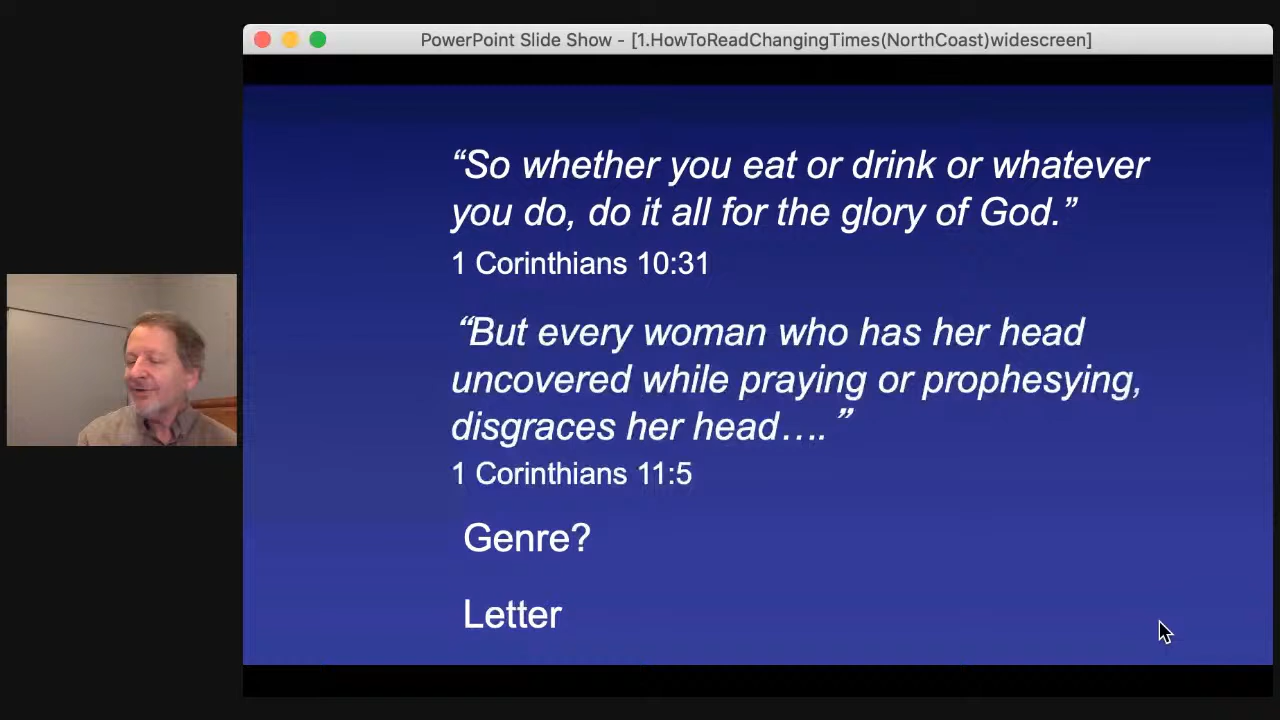 PowerPoint Slide Show - [1.HowToReadChangingTimes(NorthCoast)widescreen]
“So whether you eat or drink or whatever
you do, do it all for the glory of God.”
1 Corinthians 10:31
“But every woman who has her head
uncovered while praying or prophesying,
disgraces her head….”
1 Corinthians 11:5
Genre?
Letter